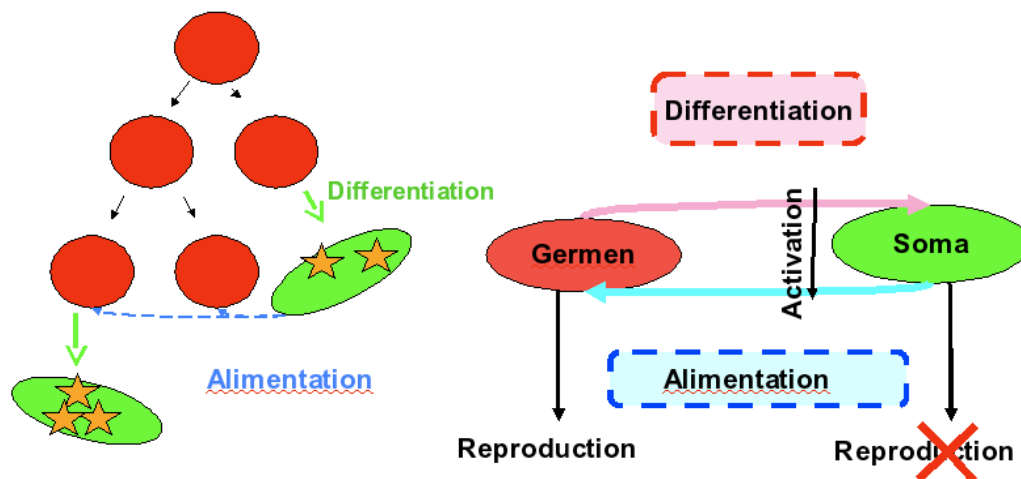 Differentiation
Alimentation
Differentiation
Germen
Activation
Soma
Alimentation
Reproduction
Reproduction